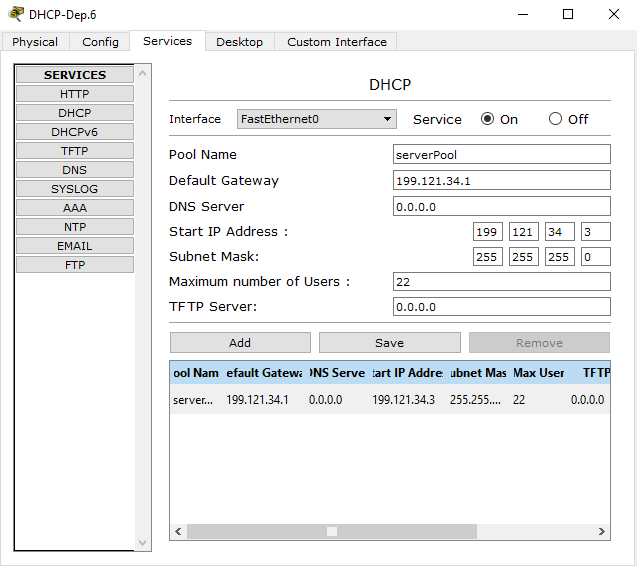 DHCP-Dep.6
Physical Config Services Desktop Custom Interface
SERVICES
HTTP
DHCP
DHCPv6
TFTP
DNS
SYSLOG
AAA
NTP
EMAIL
FTP
DHCP
Interface FastEthernet0 Service On Off
Pool Name serverPool
Default Gateway 199.121.34.1
DNS Server 0.0.0.0
Start IP Address : 199 121 34 3
Subnet Mask: 255 255 255 0
Maximum number of Users : 22
TFTP Server: 0.0.0.0
Add Save Remove
ool Nam efault Gatewa DNS Serve tart IP Addres ubnet Mas Max User TFTP
server... 199.121.34.1 0.0.0.0 199.121.34.3 255.255.... 22 0.0.0.0